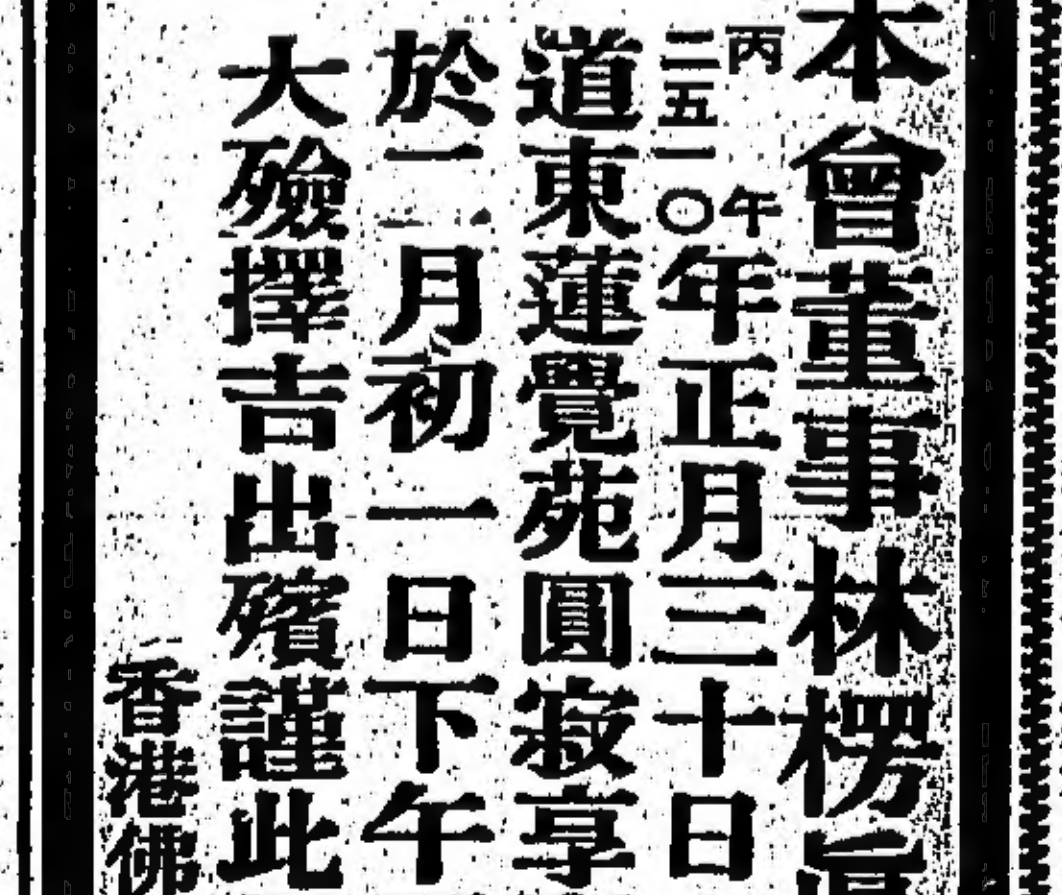 本會董事林楞眞
丙午二五一〇年正月三十日
道東蓮覺苑圓寂享
於二月初一日下午
大殮擇吉出殯謹此
香港佛